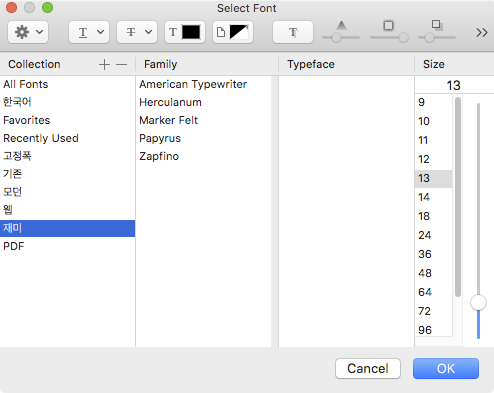 Select Font
T T T T
Collection + − Family Typeface Size
All Fonts
한국어
Favorites
Recently Used
고정폭
기존
모던
웹
재미
PDF
American Typewriter
Herculanum
Marker Felt
Papyrus
Zapfino
13
9
10
11
12
13
14
18
24
36
48
64
72
96
Cancel OK